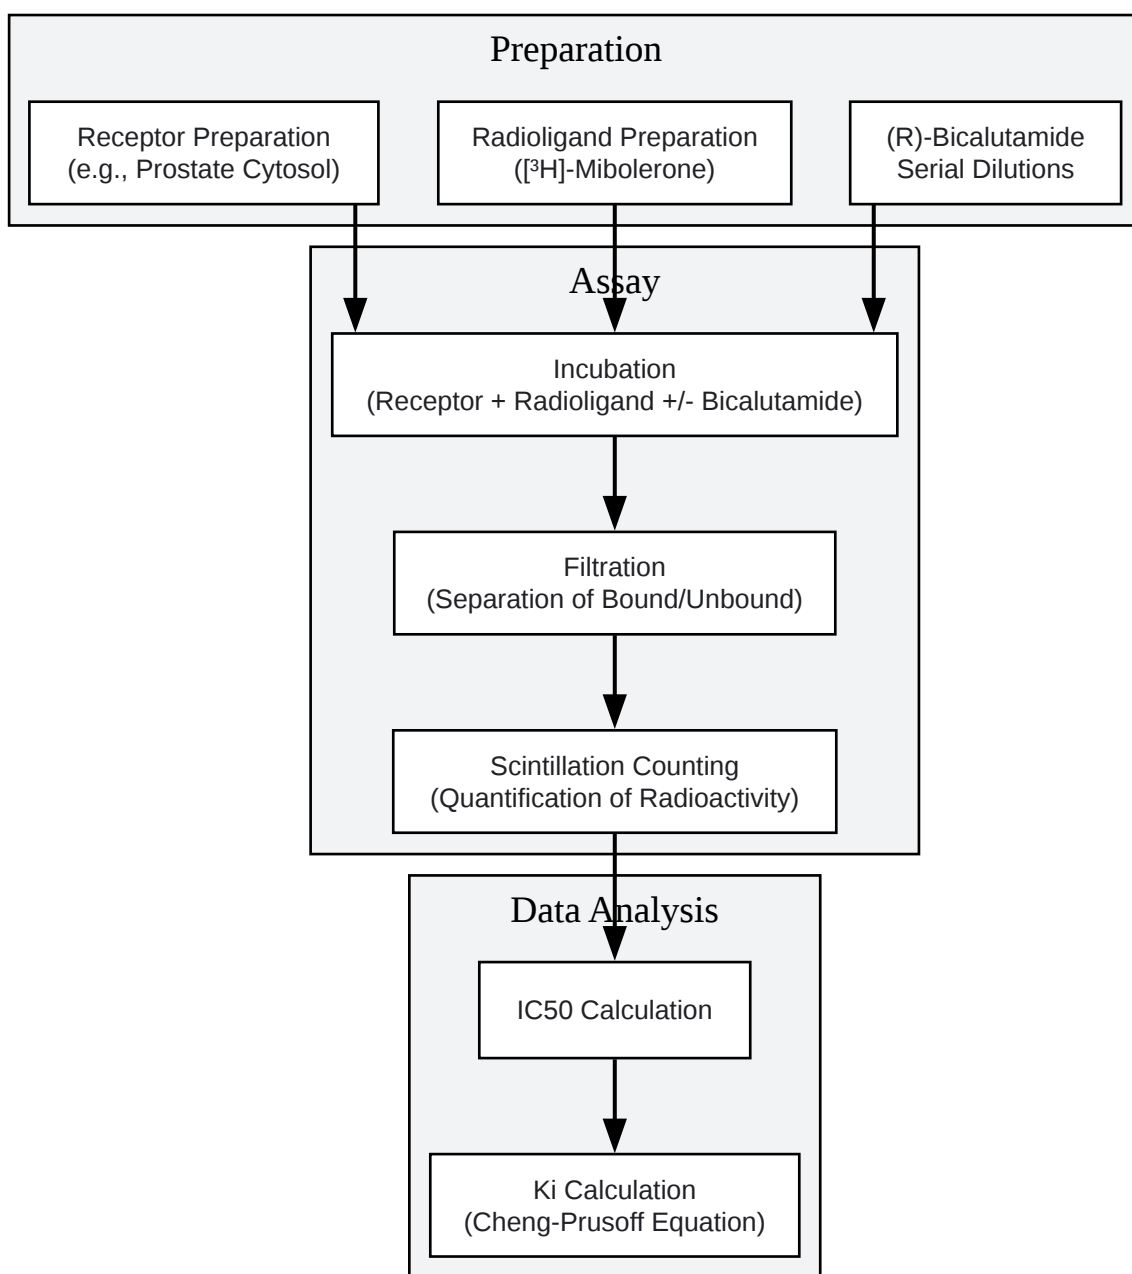 Preparation
Receptor Preparation
(e.g., Prostate Cytosol)
Radioligand Preparation
([³H]-Mibolerone)
(R)-Bicalutamide
Serial Dilutions
Assay
Incubation
(Receptor + Radioligand +/- Bicalutamide)
Filtration
(Separation of Bound/Unbound)
Scintillation Counting
(Quantification of Radioactivity)
Data Analysis
IC50 Calculation
Ki Calculation
(Cheng-Prusoff Equation)